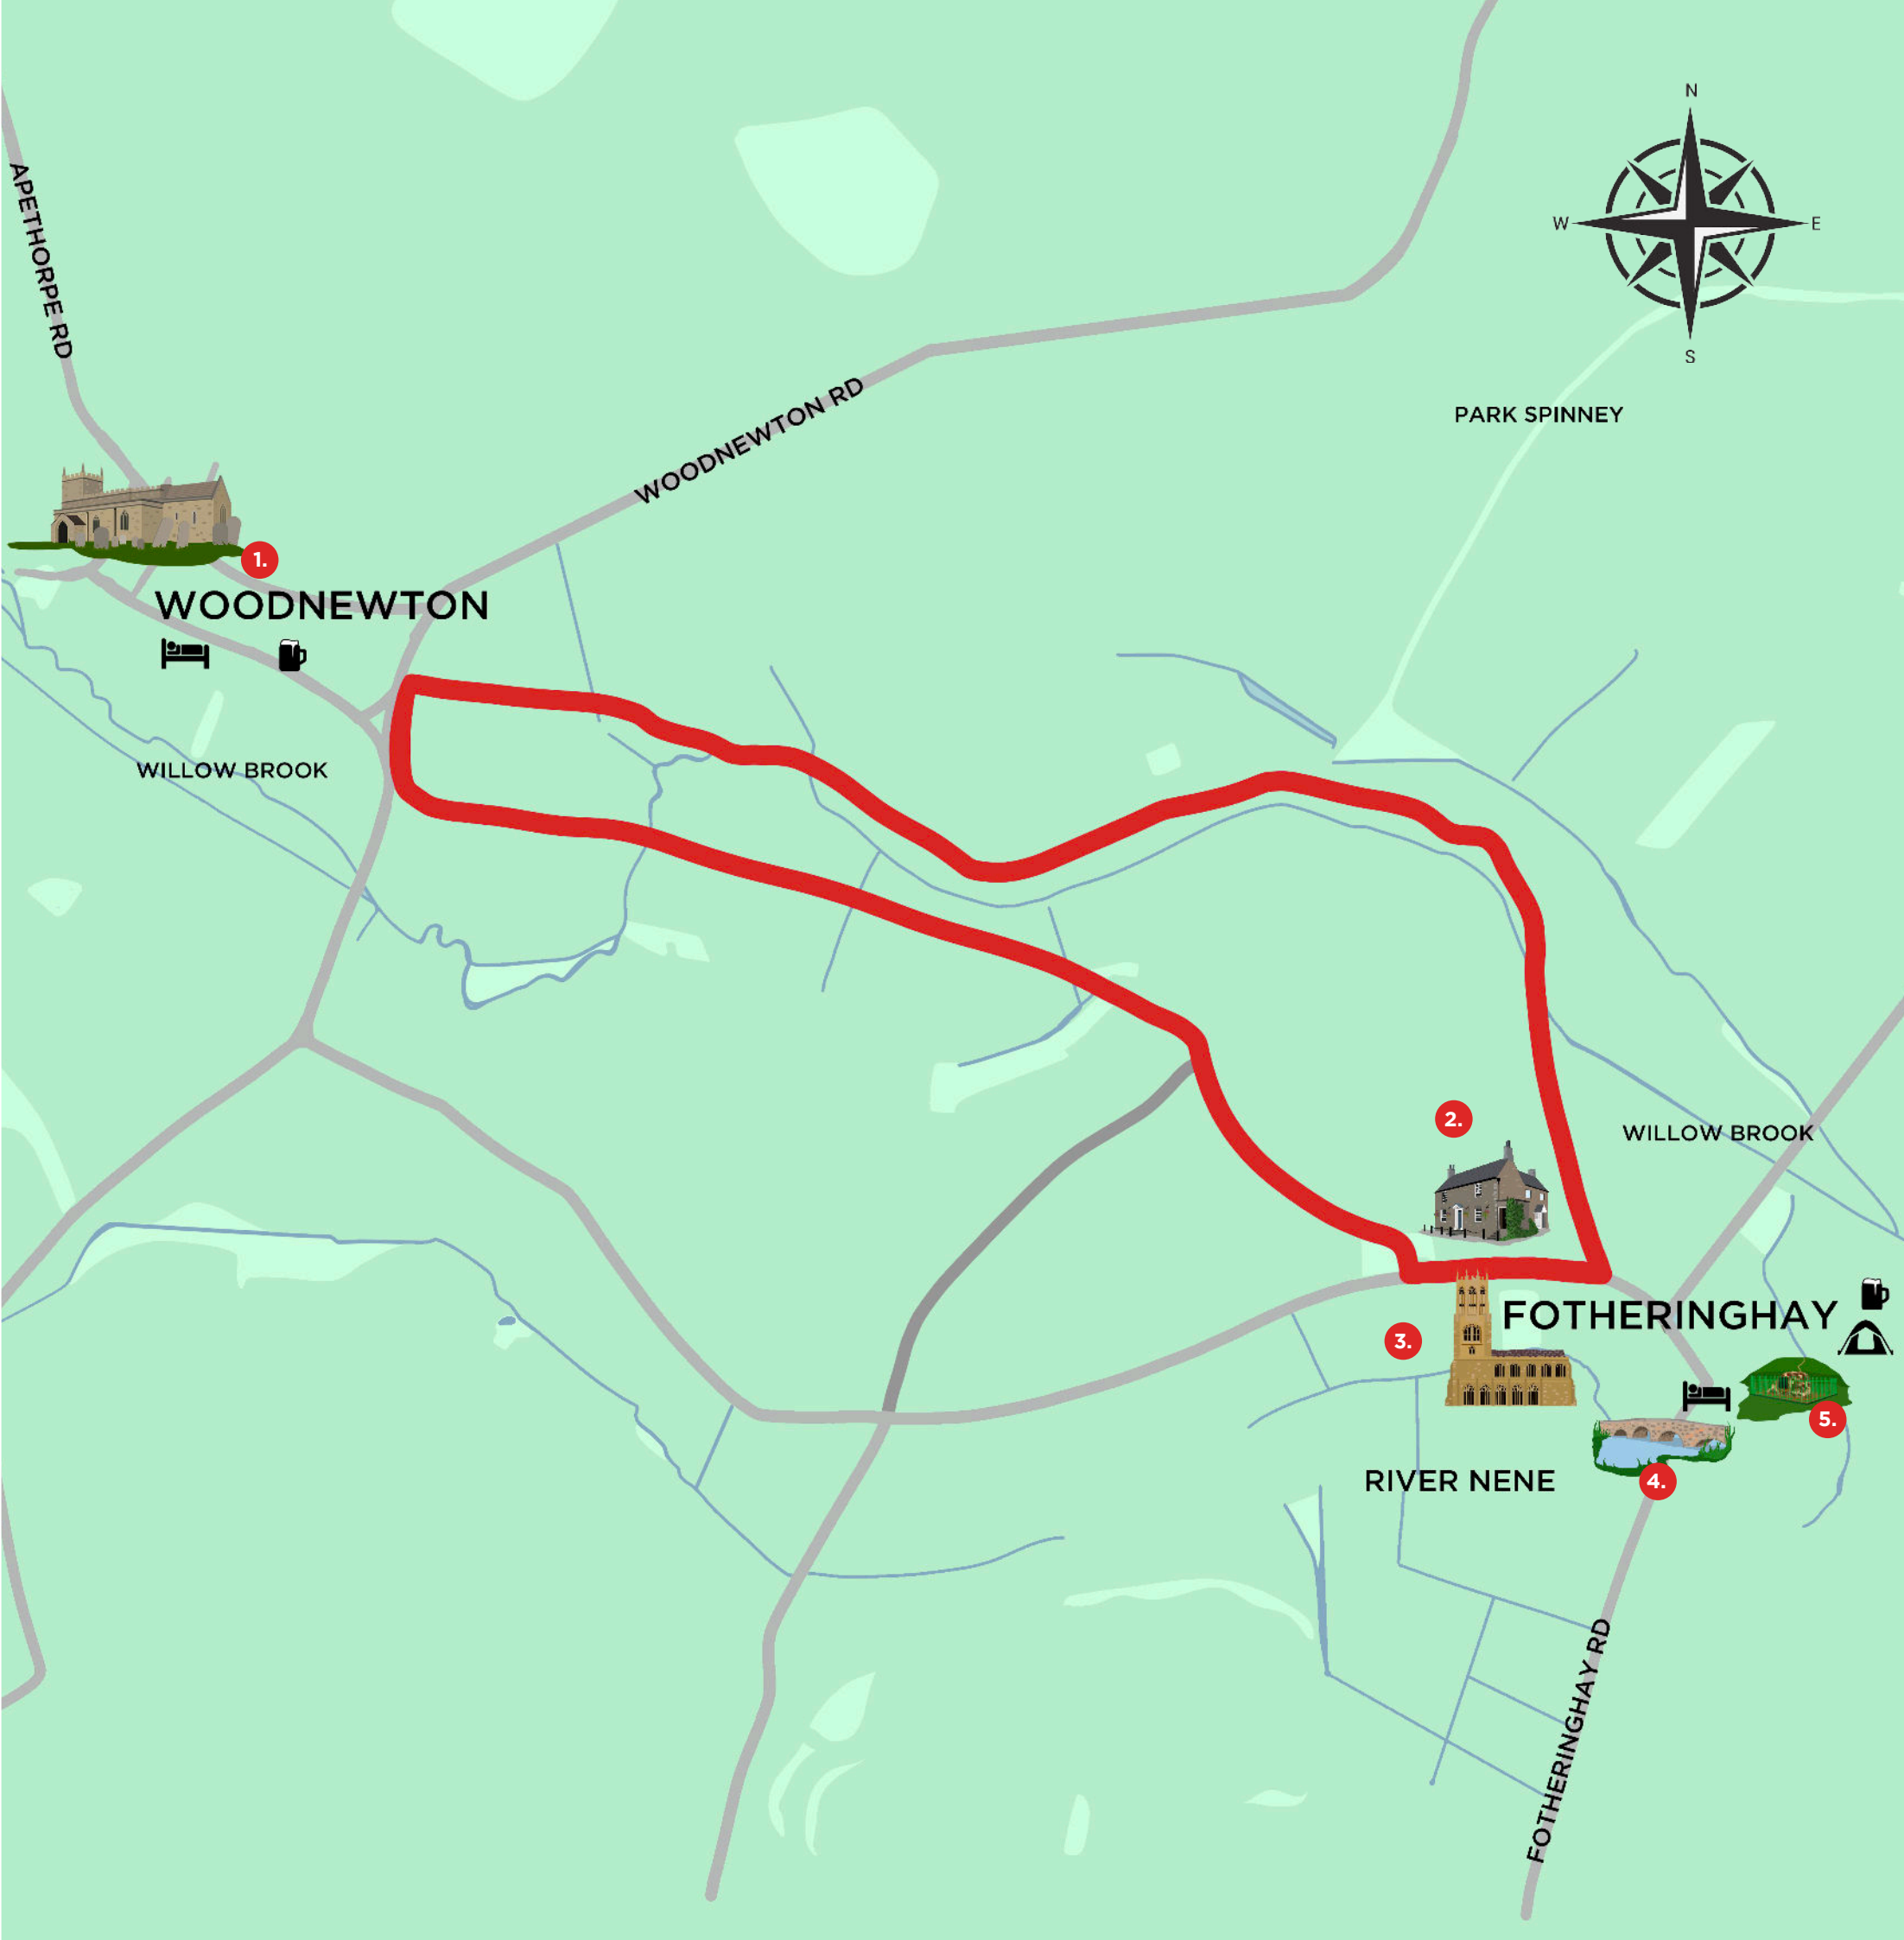 N
W
E
S
APETHORPE RD
WOODNEWTON RD
PARK SPINNEY
1.
WOODNEWTON
WILLOW BROOK
2.
WILLOW BROOK
FOTHERINGHAY
3.
5.
RIVER NENE
4.
FOTHERINGHAY RD